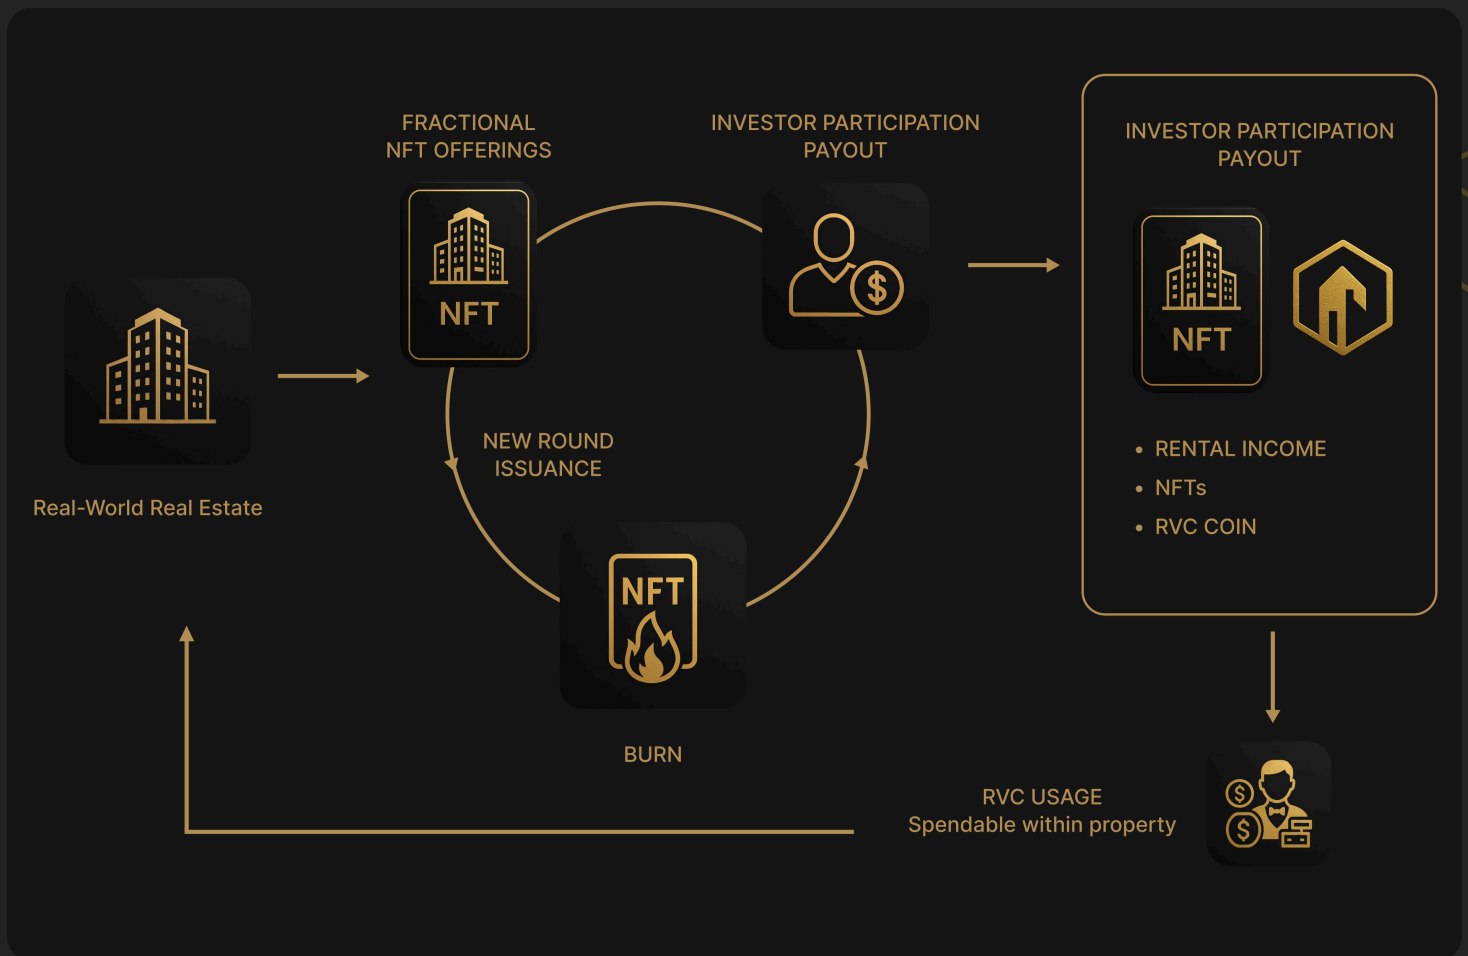 FRACTIONAL
NFT OFFERINGS
INVESTOR PARTICIPATION
PAYOUT
INVESTOR PARTICIPATION
PAYOUT
NFT
$
NFT
Real-World Real Estate
NEW ROUND
ISSUANCE
• RENTAL INCOME
• NFTs
• RVC COIN
NFT
BURN
RVC USAGE
Spendable within property
$
$